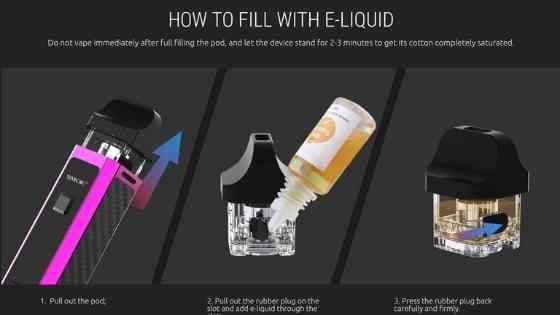 HOW TO FILL WITH E-LIQUID
Do not vape immediately after full filling the pod, and let the device stand for 2-3 minutes to get its cotton completely saturated.
SMOK
1. Pull out the pod;
2. Pull out the rubber plug on the
slot and add e-liquid through the
3. Press the rubber plug back
carefully and firmly.